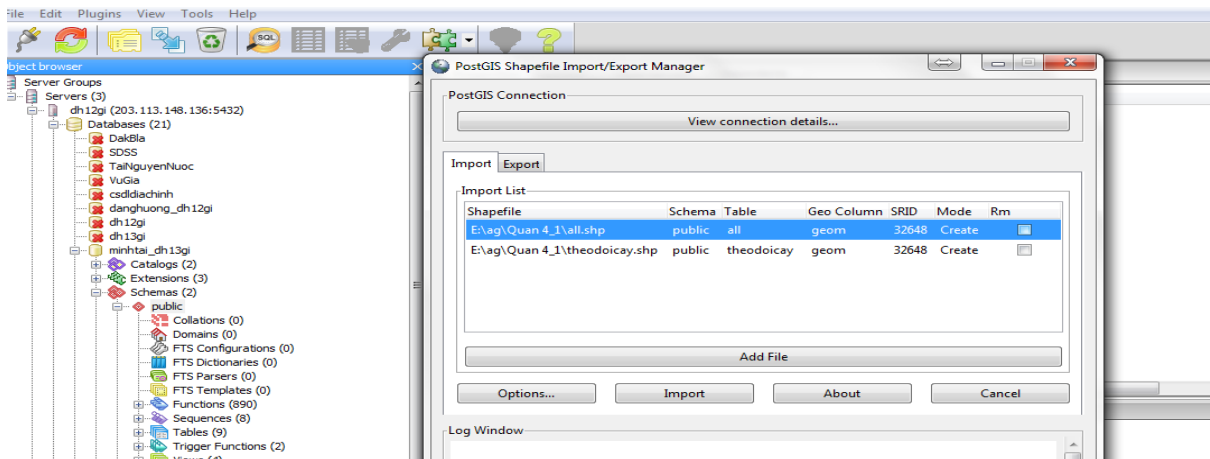 File Edit Plugins View Tools Help
SQL
Object browser
Server Groups
Servers (3)
dh12gi (203.113.148.136:5432)
Databases (21)
DakBla
SDSS
TaiNguyenNuoc
VuGia
csdldiachinh
danghuong_dh12gi
dh12gi
dh13gi
minhtai_dh13gi
Catalogs (2)
Extensions (3)
Schemas (2)
public
Collations (0)
Domains (0)
FTS Configurations (0)
FTS Dictionaries (0)
FTS Parsers (0)
FTS Templates (0)
Functions (890)
Sequences (8)
Tables (9)
Trigger Functions (2)
Views (4)
PostGIS Shapefile Import/Export Manager
PostGIS Connection
View connection details...
Import Export
Import List
Shapefile Schema Table Geo Column SRID Mode Rm
E:\ag\Quan 4_1\all.shp public all geom 32648 Create
E:\ag\Quan 4_1\theodoicay.shp public theodoicay geom 32648 Create
Add File
Options... Import About Cancel
Log Window